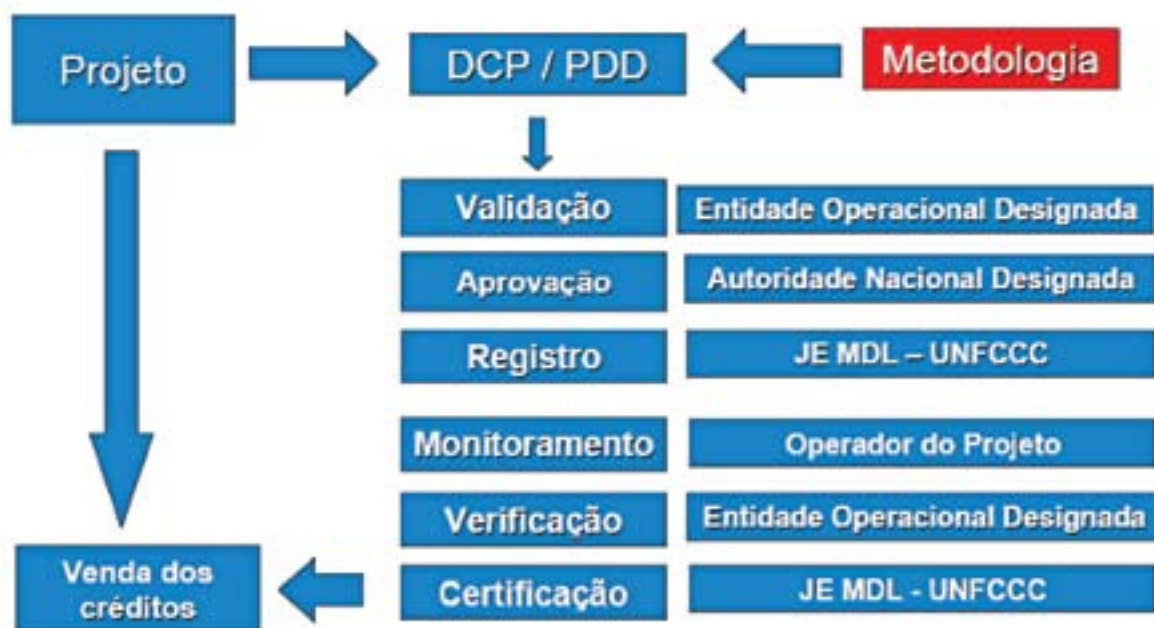 Projeto
DCP / PDD
Metodologia
Validação
Entidade Operacional Designada
Aprovação
Autoridade Nacional Designada
Registro
JE MDL – UNFCCC
Monitoramento
Operador do Projeto
Verificação
Entidade Operacional Designada
Certificação
JE MDL - UNFCCC
Venda dos
créditos